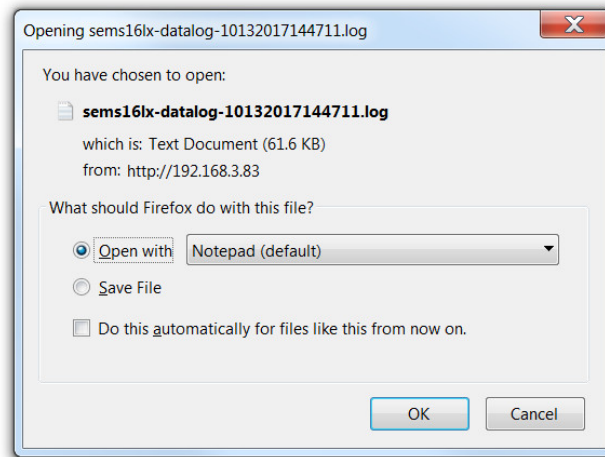 Opening sems16lx-datalog-10132017144711.log
You have chosen to open:
sems16lx-datalog-10132017144711.log
which is: Text Document (61.6 KB)
from: http://192.168.3.83
What should Firefox do with this file?
Open with Notepad (default)
Save File
Do this automatically for files like this from now on.
OK Cancel